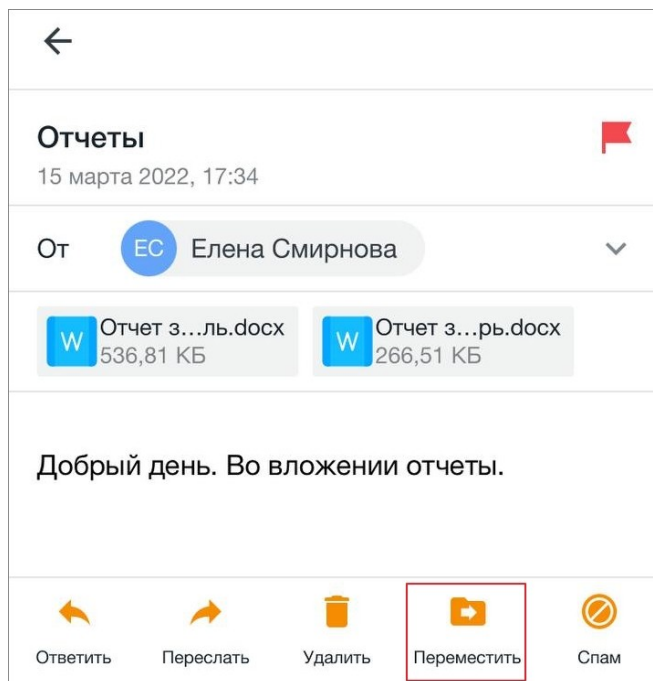 Отчеты
15 марта 2022, 17:34
От ЕС Елена Смирнова
W Отчет з...ль.docx W Отчет з...рь.docx
536,81 КБ 266,51 КБ
Добрый день. Во вложении отчеты.
Ответить Переслать Удалить Переместить Спам